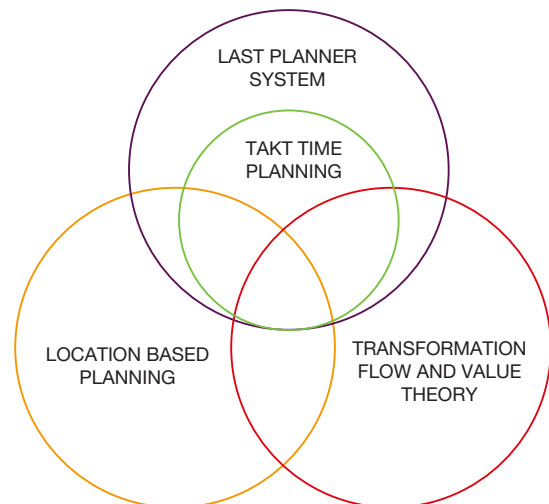 LAST PLANNER
SYSTEM
TAKT TIME
PLANNING
LOCATION BASED
PLANNING
TRANSFORMATION
FLOW AND VALUE
THEORY